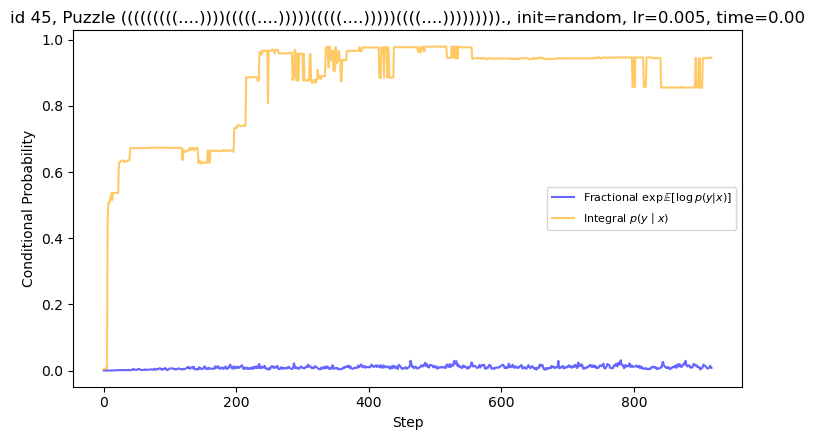 id 45, Puzzle (((((((((....))))(((((....)))))(((((....)))))((((....)))))))))., init=random, lr=0.005, time=0.00
1.0
0.8
0.6
0.4
0.2
0.0
Conditional Probability
Fractional exp𝔼[log p(y|x)]
Integral p(y | x)
0
200
400
600
800
Step